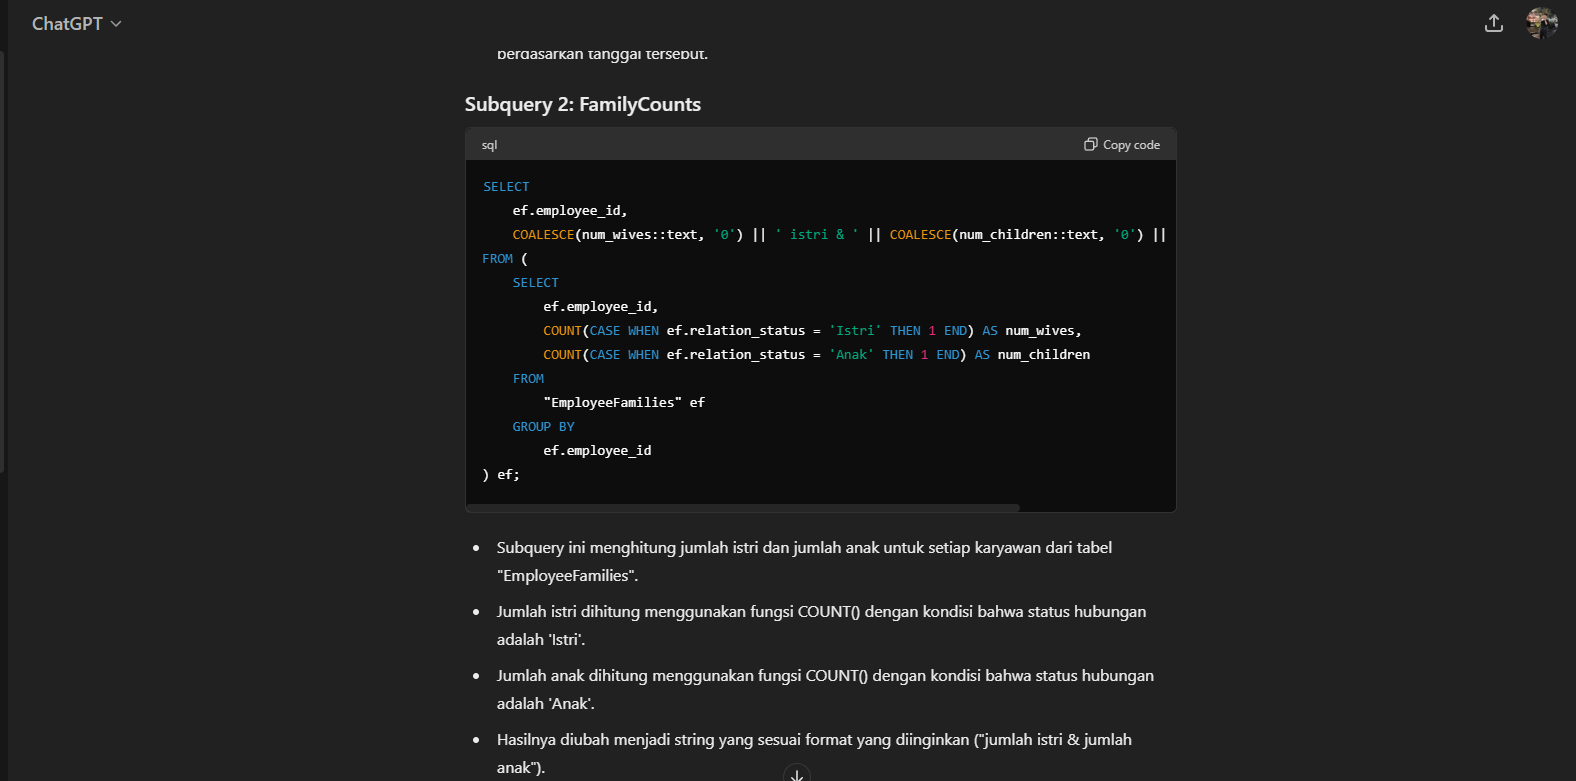 ChatGPT
berdasarkan tanggal tersebut.
Subquery 2: FamilyCounts
sql
Copy code
SELECT
    ef.employee_id,
    COALESCE(num_wives::text, '0') || ' istri & ' || COALESCE(num_children::text, '0') ||
FROM (
    SELECT
        ef.employee_id,
        COUNT(CASE WHEN ef.relation_status = 'Istri' THEN 1 END) AS num_wives,
        COUNT(CASE WHEN ef.relation_status = 'Anak' THEN 1 END) AS num_children
    FROM
        "EmployeeFamilies" ef
    GROUP BY
        ef.employee_id
) ef;
• Subquery ini menghitung jumlah istri dan jumlah anak untuk setiap karyawan dari tabel
"EmployeeFamilies".
• Jumlah istri dihitung menggunakan fungsi COUNT() dengan kondisi bahwa status hubungan
adalah 'Istri'.
• Jumlah anak dihitung menggunakan fungsi COUNT() dengan kondisi bahwa status hubungan
adalah 'Anak'.
• Hasilnya diubah menjadi string yang sesuai format yang diinginkan ("jumlah istri & jumlah
anak").